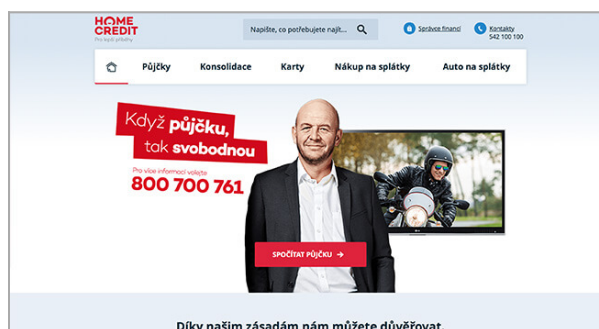 HOME
CREDIT
Pro lepší příběhy
Napište, co potřebujete najít...
Správce financí
Kontakty
542 100 100
Půjčky
Konsolidace
Karty
Nákup na splátky
Auto na splátky
Když půjčku,
tak svobodnou
Pro více informací volejte
800 700 761
SPOČÍTAT PŮJČKU →
Díky našim zásadám nám můžete důvěřovat.